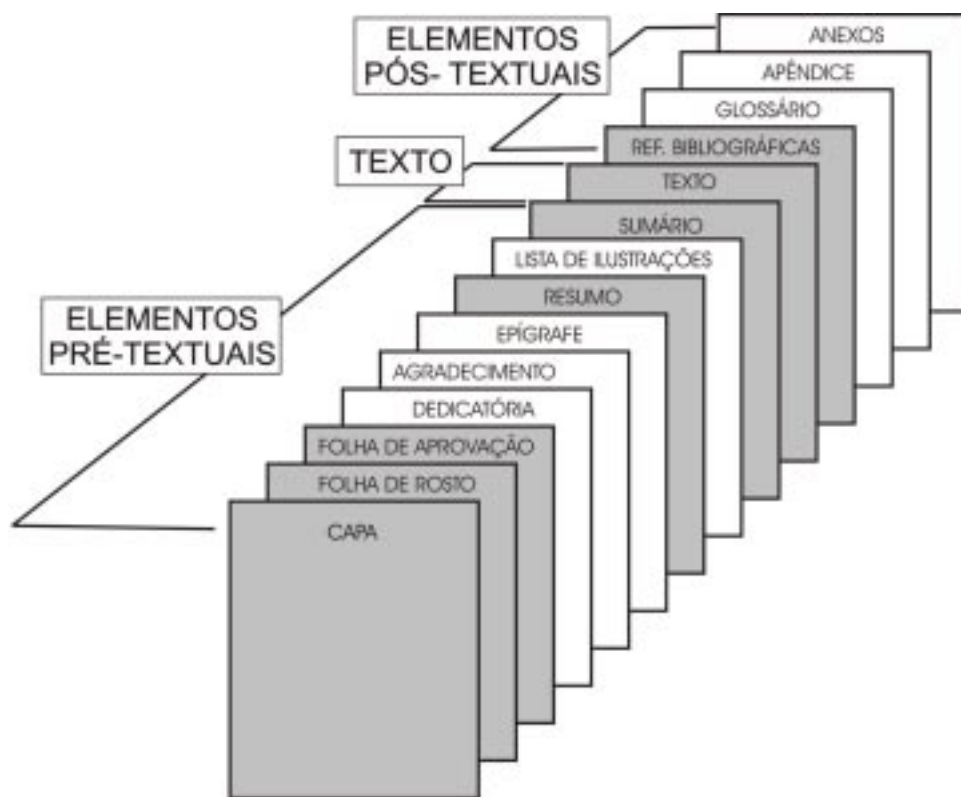 ELEMENTOS
PÓS- TEXTUAIS
ANEXOS
APÊNDICE
GLOSSÁRIO
REF. BIBLIOGRÁFICAS
TEXTO
TEXTO
SUMÁRIO
LISTA DE ILUSTRAÇÕES
RESUMO
ELEMENTOS
PRÉ-TEXTUAIS
EPÍGRAFE
AGRADECIMENTO
DEDICATÓRIA
FOLHA DE APROVAÇÃO
FOLHA DE ROSTO
CAPA